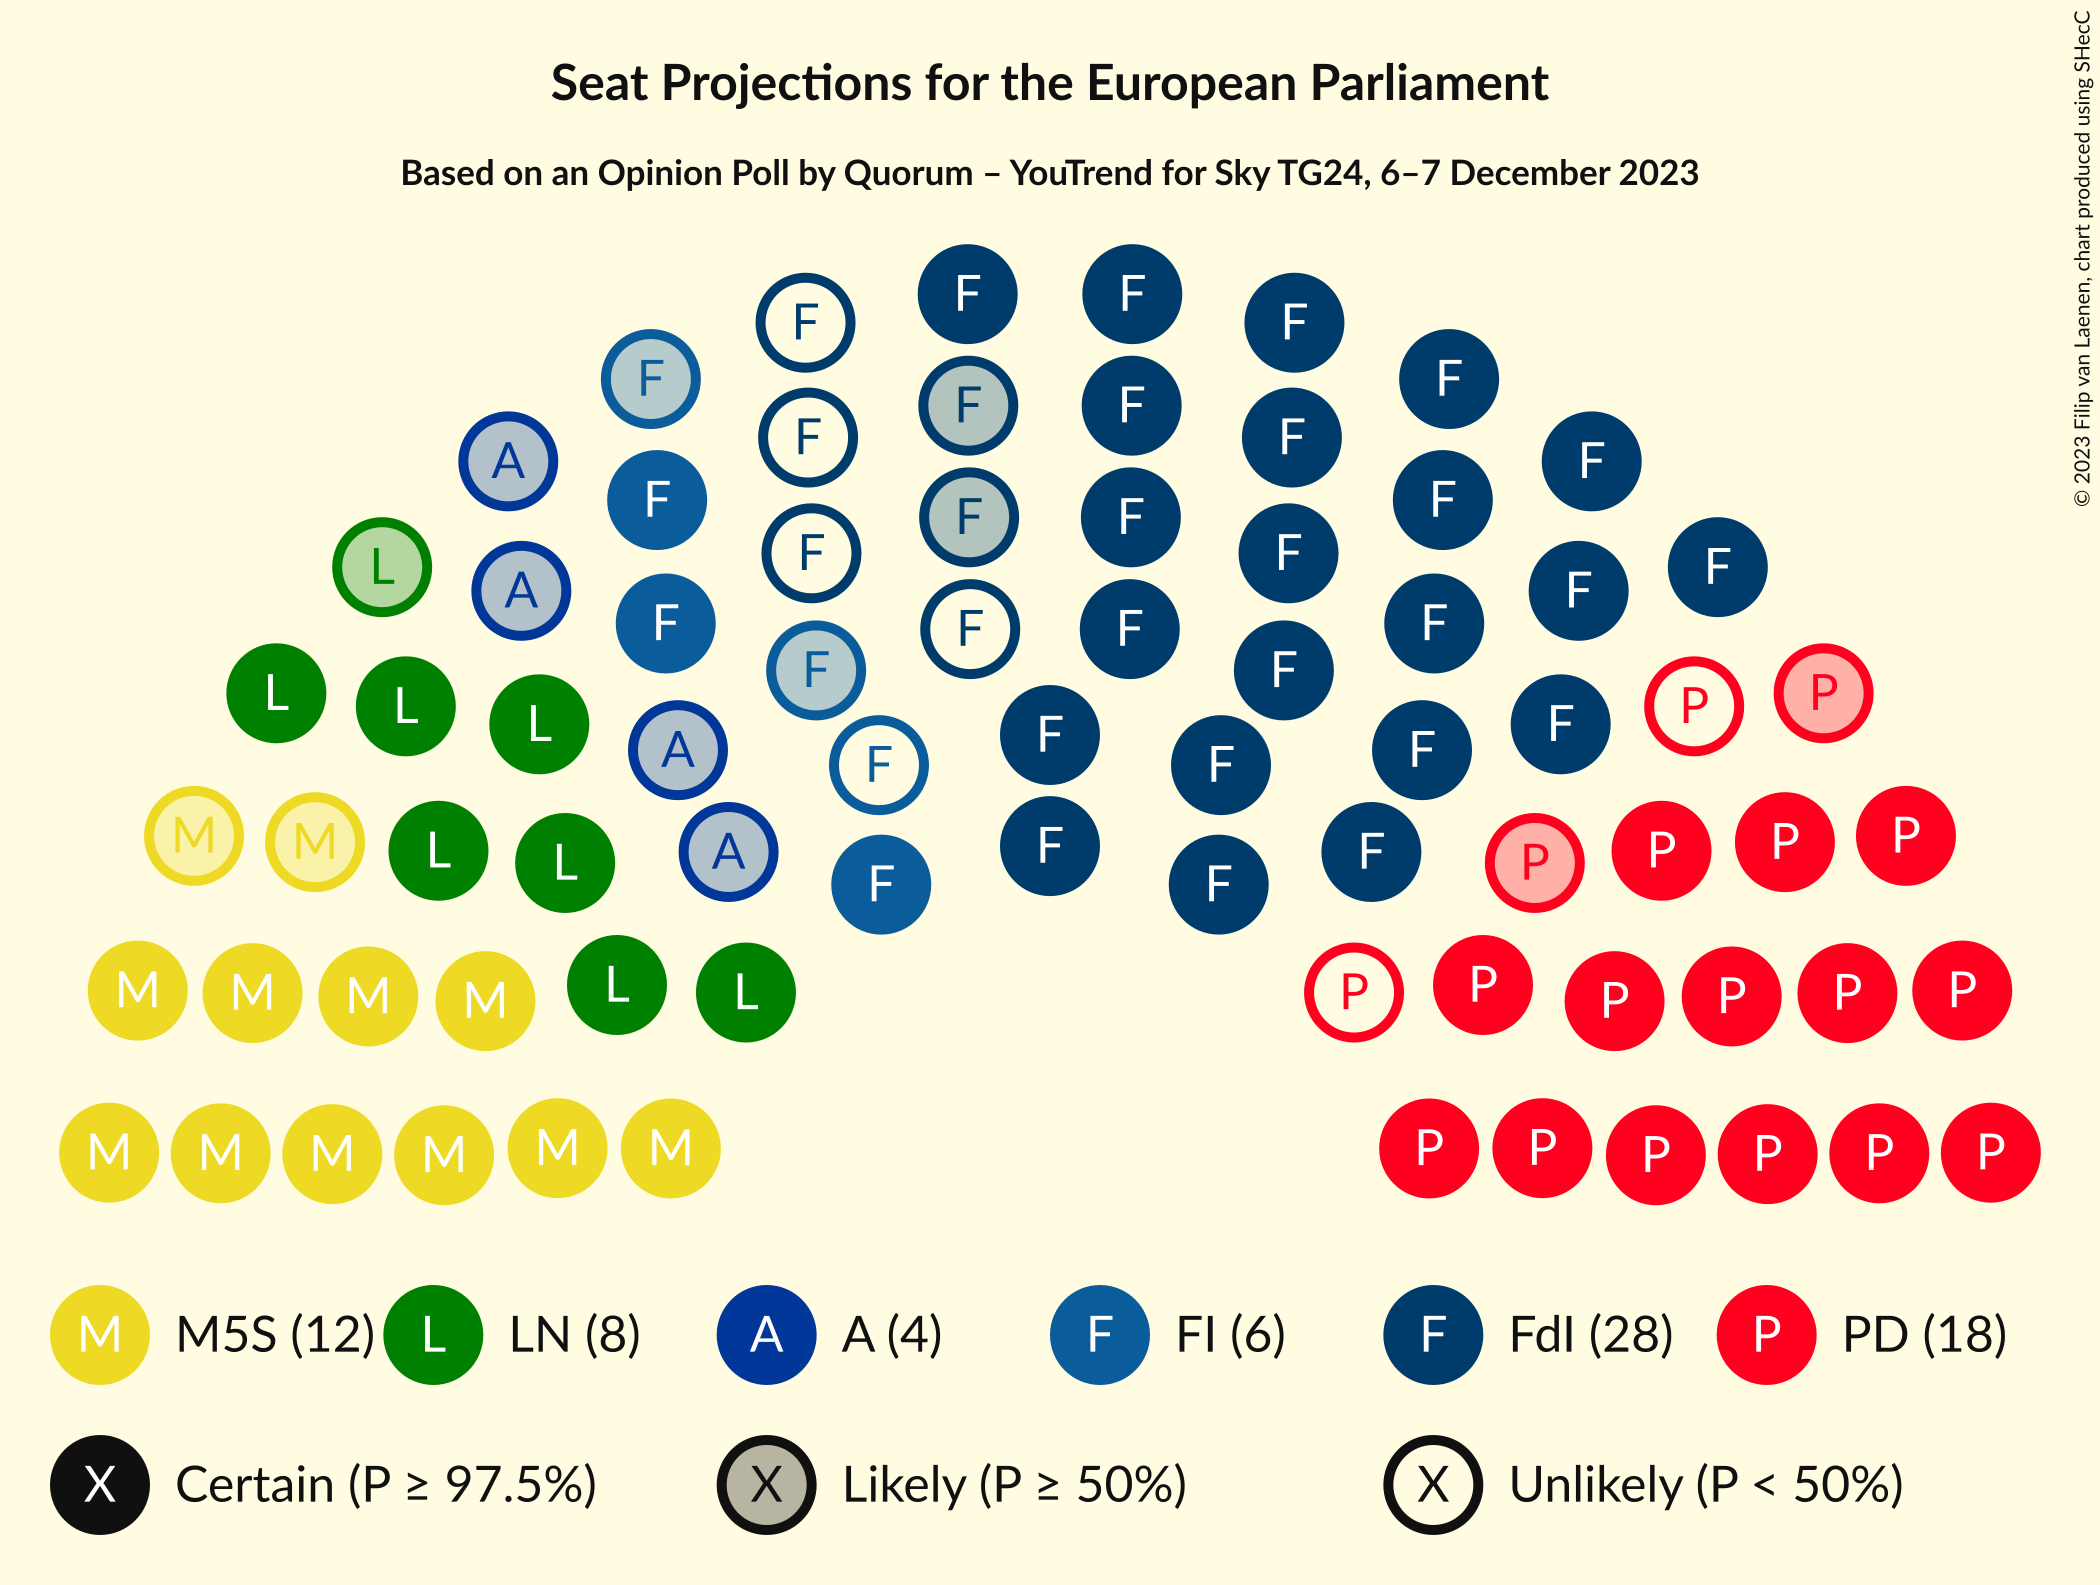 Seat Projections for the European Parliament
Based on an Opinion Poll by Quorum – YouTrend for Sky TG24, 6–7 December 2023
© 2023 Filip van Laenen, chart produced using SHecC
F F F F
F F F F
A F F F F
F F F F
L A F F F F F
F F F F
L L L A F F F F F F P P
F F F
M M L L A F F F F P P P P
M M M M L L P P P P P P
M M M M M M P P P P P P
M M5S (12) L LN (8) A A (4) F FI (6) F FdI (28) P PD (18)
X Certain (P ≥ 97.5%) X Likely (P ≥ 50%) X Unlikely (P < 50%)